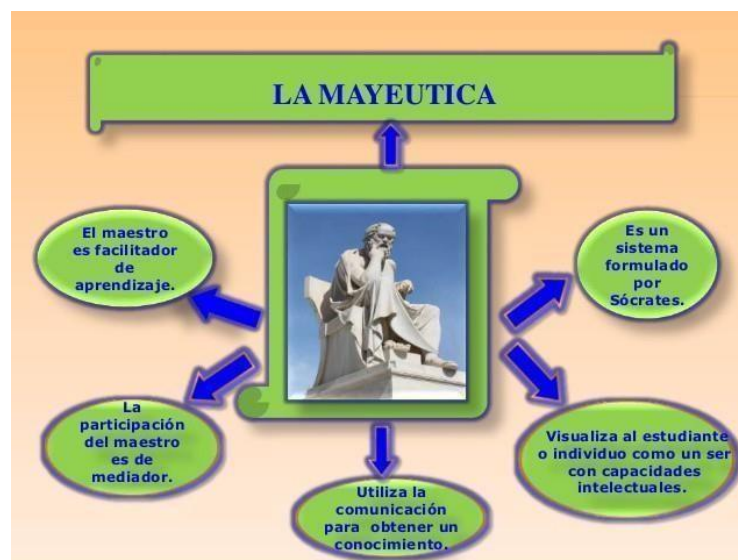 LA MAYEUTICA
El maestro
es facilitador
de
aprendizaje.
Es un
sistema
formulado
por
Sócrates.
La
participación
del maestro
es de
mediador.
Visualiza al estudiante
o individuo como un ser
con capacidades
intelectuales.
Utiliza la
comunicación
para obtener un
conocimiento.